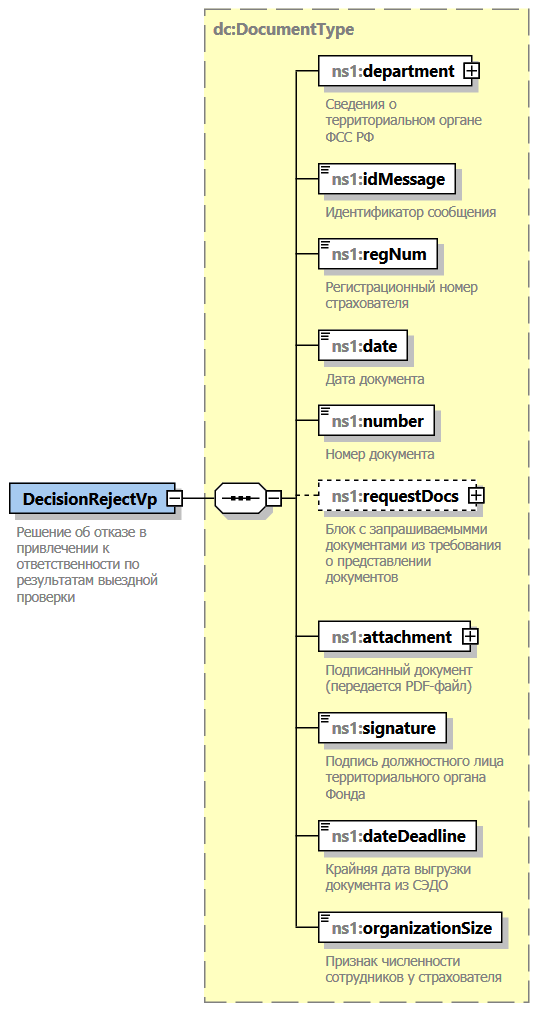 dc:DocumentType
ns1:department
Сведения о
территориальном органе
ФСС РФ
ns1:idMessage
Идентификатор сообщения
ns1:regNum
Регистрационный номер
страхователя
ns1:date
Дата документа
ns1:number
Номер документа
DecisionRejectVp
Решение об отказе в
привлечении к
ответственности по
результатам выездной
проверки
ns1:requestDocs
Блок с запрашиваемымми
документами из требования
о представлении
документов
ns1:attachment
Подписанный документ
(передается PDF-файл)
ns1:signature
Подпись должностного лица
территориального органа
Фонда
ns1:dateDeadline
Крайняя дата выгрузки
документа из СЭДО
ns1:organizationSize
Признак численности
сотрудников у страхователя